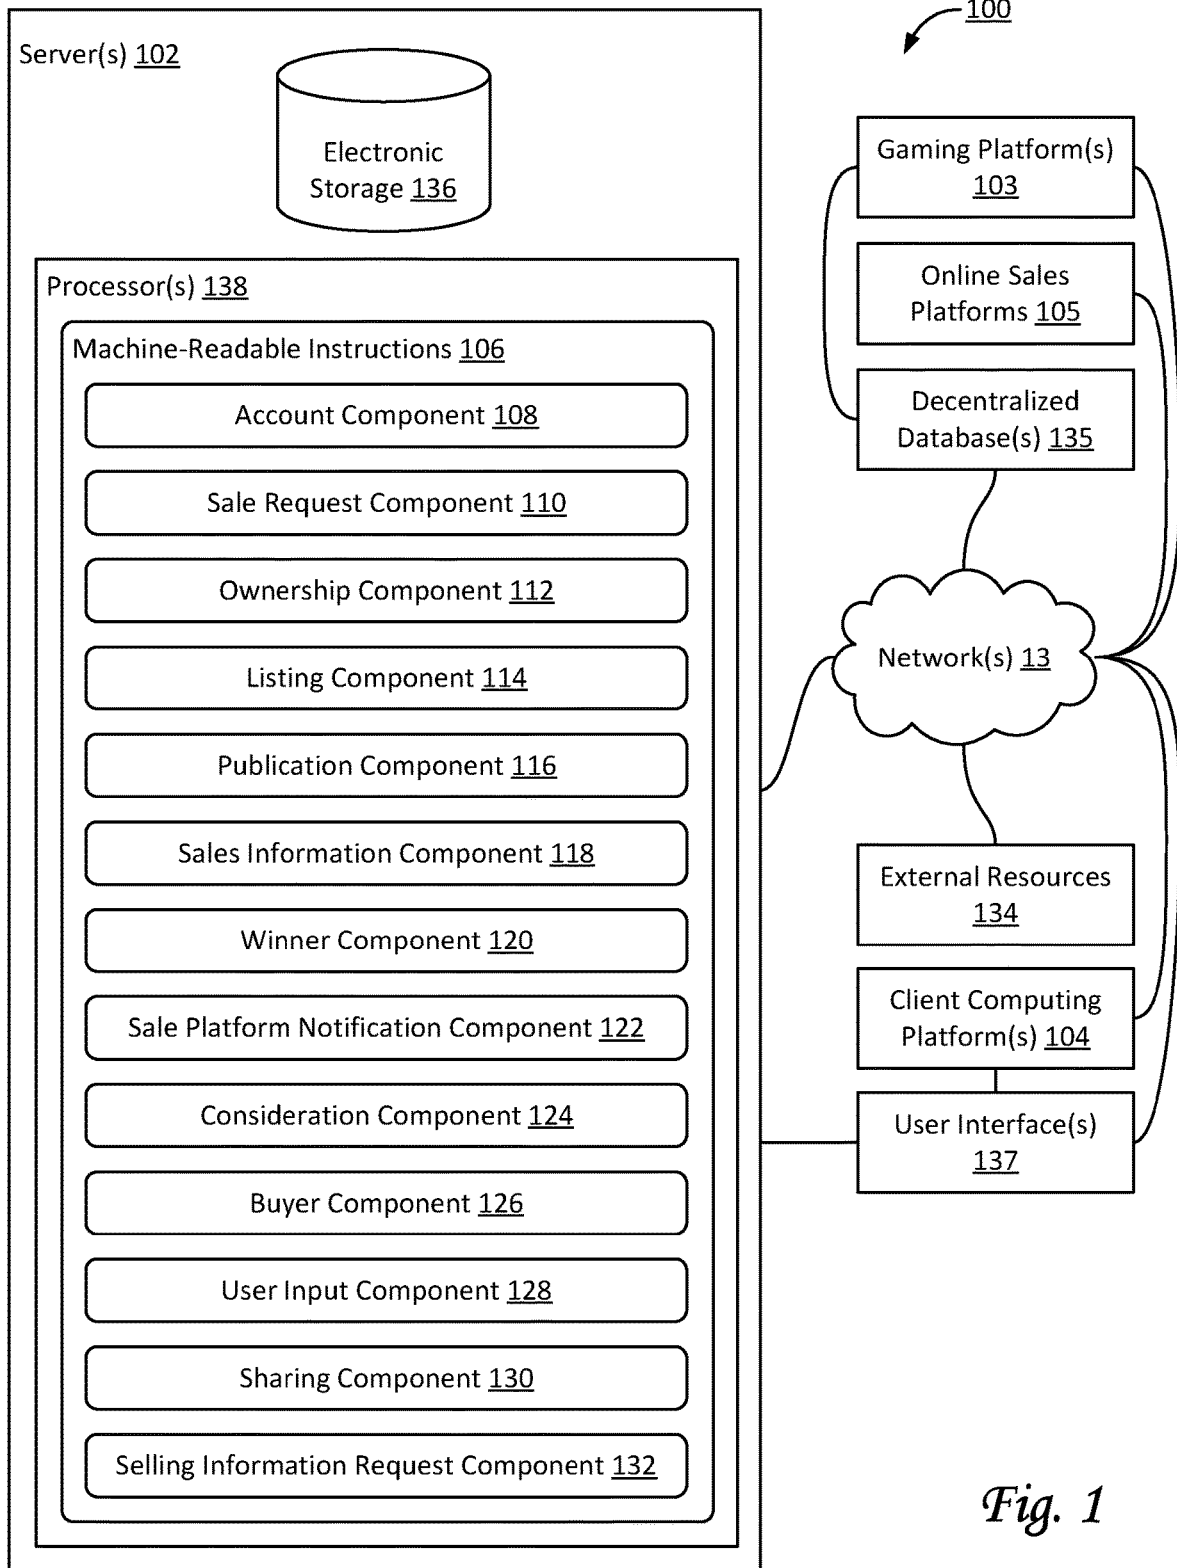 100
Server(s) 102
Electronic
Storage 136
Processor(s) 138
Machine-Readable Instructions 106
Account Component 108
Sale Request Component 110
Ownership Component 112
Listing Component 114
Publication Component 116
Sales Information Component 118
Winner Component 120
Sale Platform Notification Component 122
Consideration Component 124
Buyer Component 126
User Input Component 128
Sharing Component 130
Selling Information Request Component 132
Gaming Platform(s)
103
Online Sales
Platforms 105
Decentralized
Database(s) 135
Network(s) 13
External Resources
134
Client Computing
Platform(s) 104
User Interface(s)
137
Fig. 1